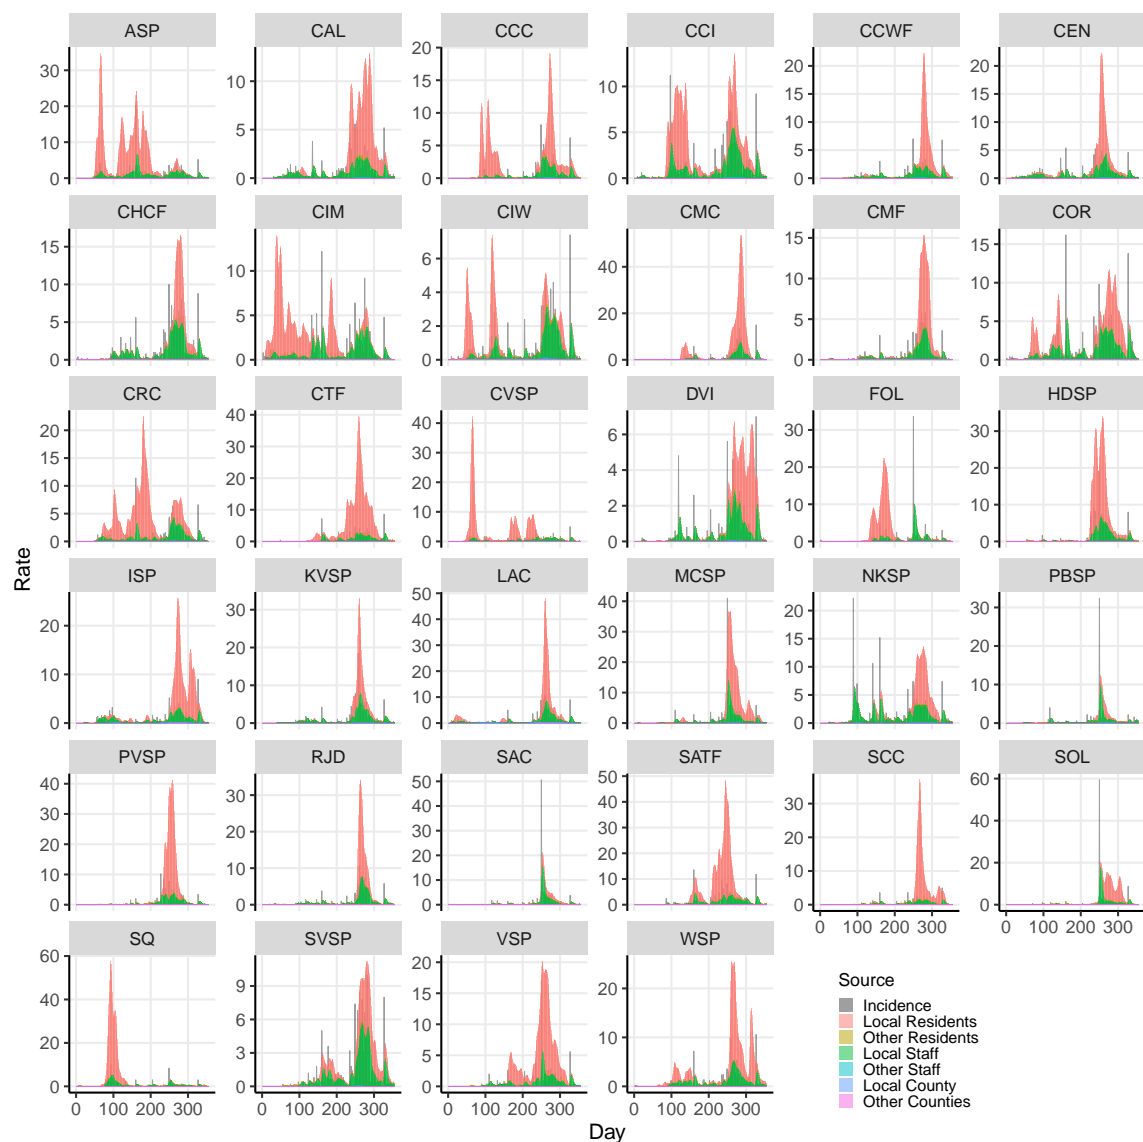 ASP CAL CCC CCI CCWF CEN
0 10 20 30
0 5 10
0 5 10 15 20
0 5 10
0 5 10 15 20
0 5 10 15 20
CHCF CIM CIW CMC CMF COR
0 5 10 15
0 5 10
0 2 4 6
0 20 40
0 5 10 15
0 5 10 15
CRC CTF CVSP DVI FOL HDSP
0 5 10 15 20
0 10 20 30 40
0 10 20 30 40
0 2 4 6
0 10 20 30
0 10 20 30
Rate
ISP KVSP LAC MCSP NKSP PBSP
0 10 20
0 10 20 30
0 10 20 30 40 50
0 10 20 30 40
0 5 10 15 20
0 10 20 30
PVSP RJD SAC SATF SCC SOL
0 10 20 30 40
0 10 20 30
0 10 20 30 40 50
0 10 20 30 40 50
0 10 20 30
0 20 40 60
0 100 200 300
0 100 200 300
SQ SVSP VSP WSP
0 20 40 60
0 3 6 9
0 5 10 15 20
0 10 20
0 100 200 300
0 100 200 300
0 100 200 300
0 100 200 300
Day
Source
Incidence
Local Residents
Other Residents
Local Staff
Other Staff
Local County
Other Counties